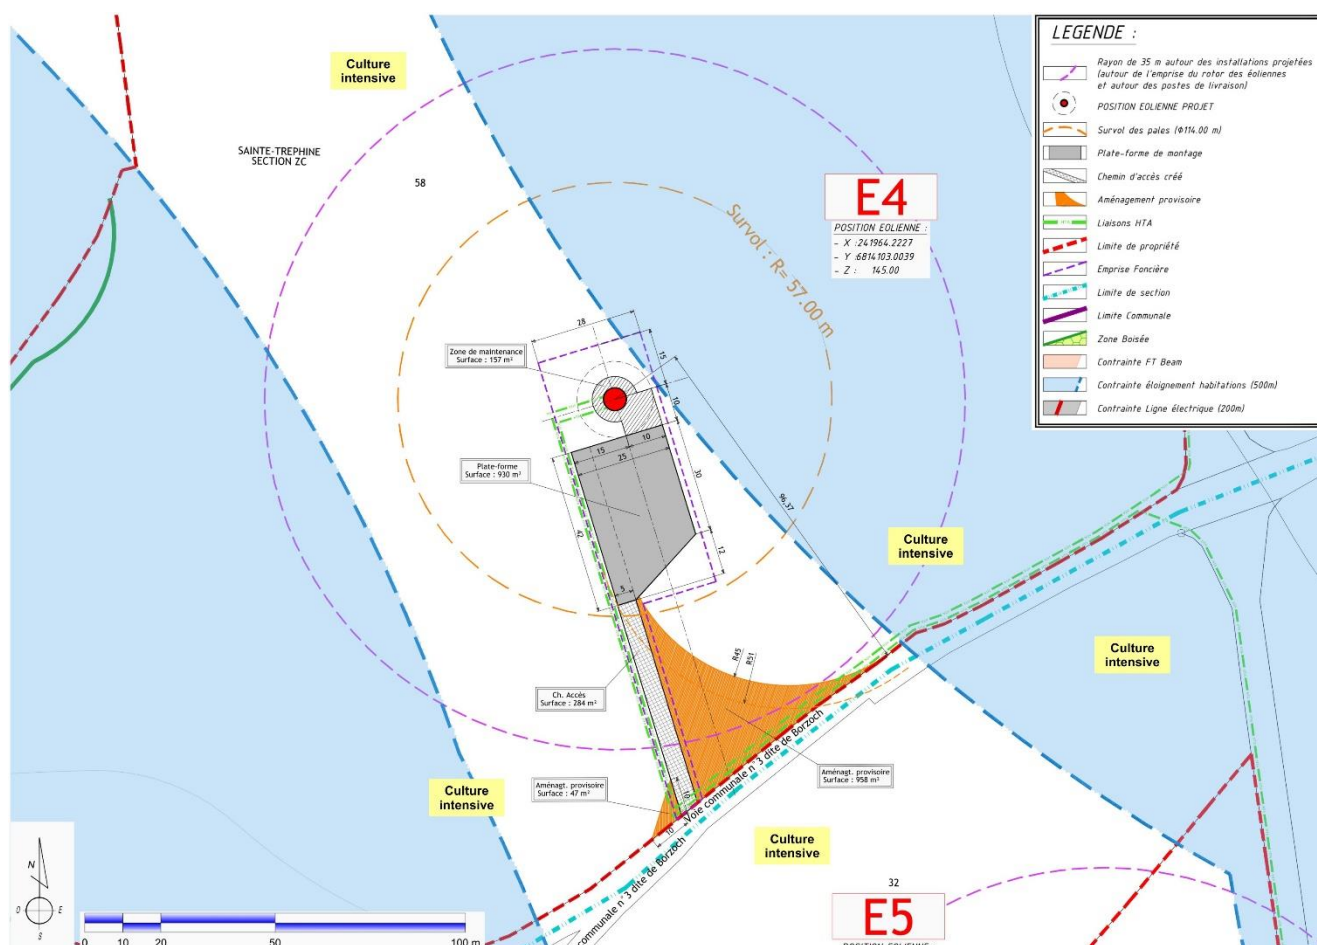 LEGENDE :
Rayon de 35 m autour des installations projetées
(autour de l'emprise du rotor des éoliennes
et autour des postes de livraison)
POSITION EOLIENNE PROJET
Survol des pales (Φ114.00 m)
Plate-forme de montage
Chemin d'accès créé
Aménagement provisoire
Liaisons HTA
Limite de propriété
Emprise Foncière
Limite de section
Limite Communale
Zone Boisée
Contrainte FT Beam
Contrainte éloignement habitations (500m)
Contrainte Ligne électrique (200m)
Culture
intensive
SAINTE-TREPHINE
SECTION ZC
58
E4
POSITION EOLIENNE :
- X :241964.2227
- Y :6814103.0039
- Z : 145.00
Survol : R= 57.00 m
28
15
10
Zone de maintenance
Surface : 157 m²
15
10
25
30
Plate-forme
Surface : 930 m²
42
96,37
12
5
Culture
intensive
R45
R51
Culture
intensive
Ch. Accès
Surface : 284 m²
Aménagt. provisoire
Surface : 47 m²
Aménagt. provisoire
Surface : 958 m²
10
10
Voie communale n°3 dite de Borzoch
communale n°3 dite de Borzoch
Culture
intensive
Culture
intensive
32
E5
POSITION EOLIENNE
N
O
E
S
0 10 20 50 100 m